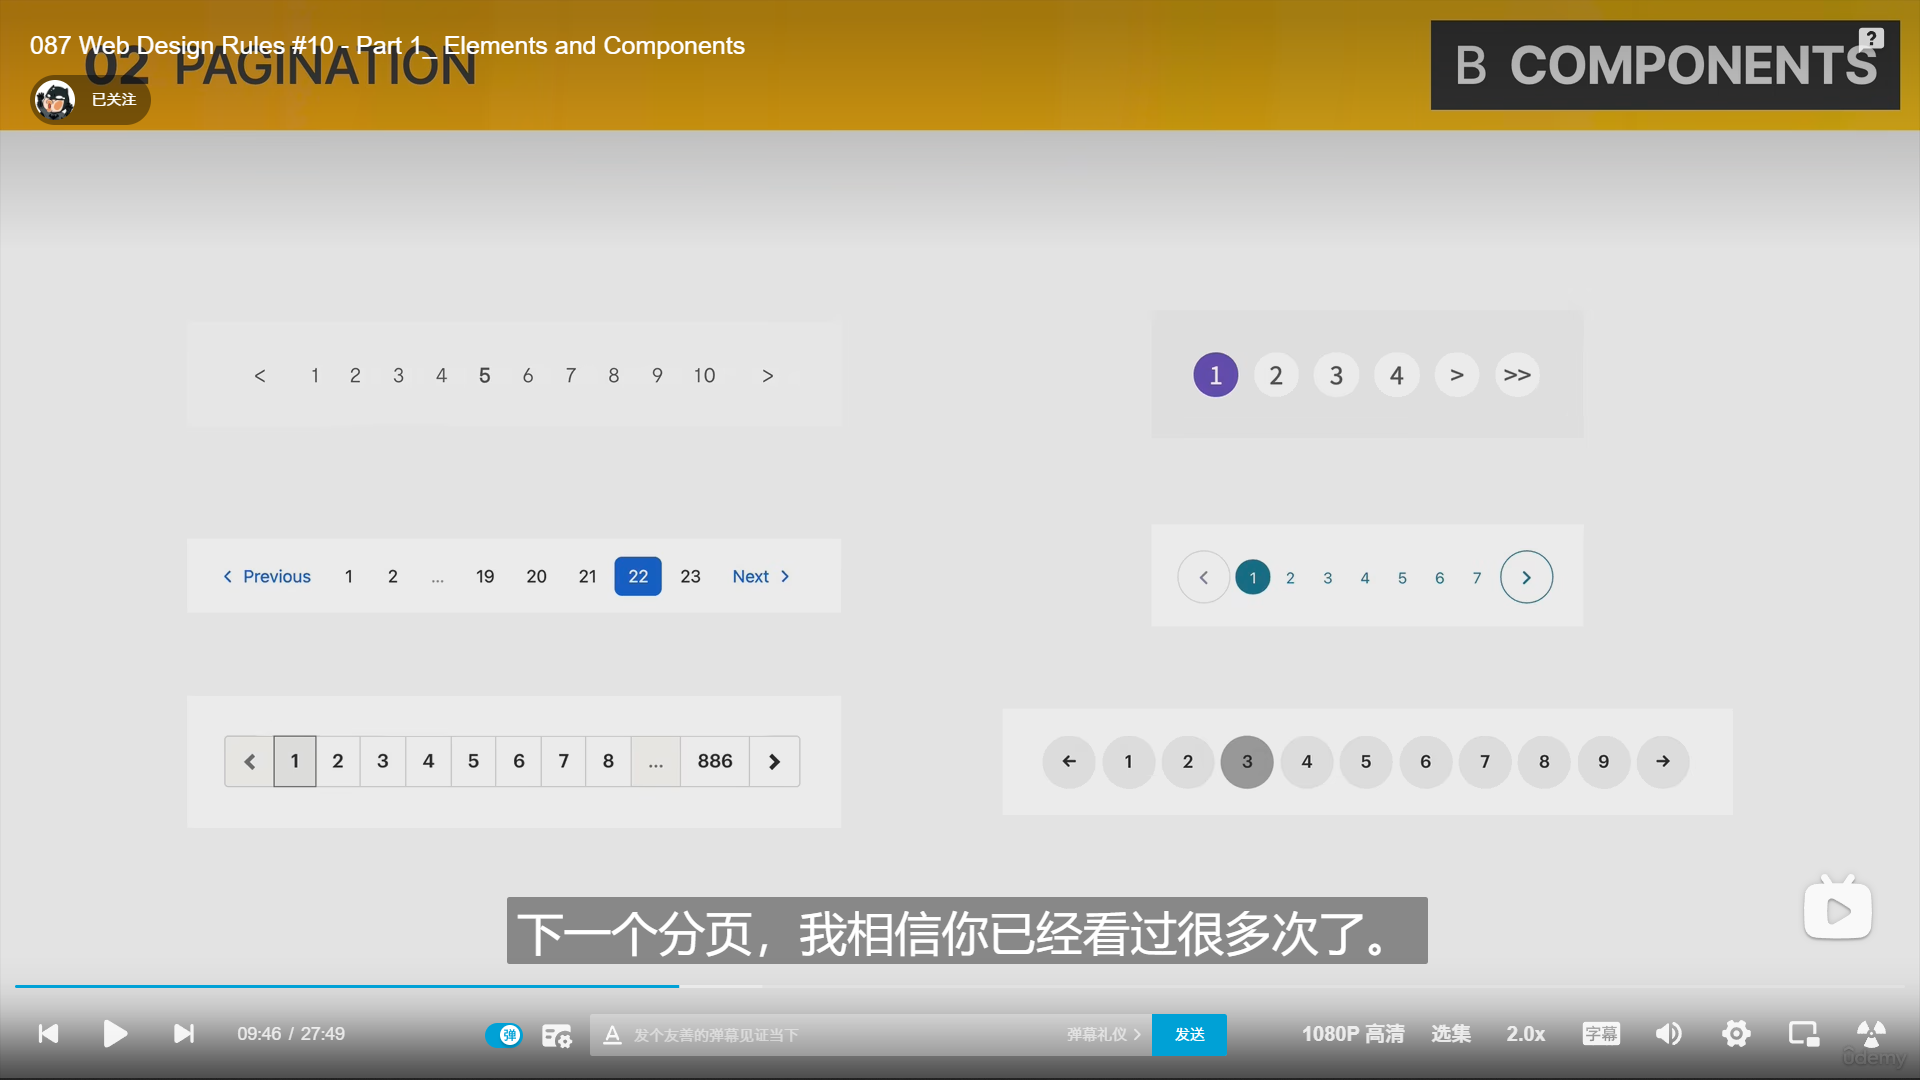 087 Web Design Rules #10 - Part 1_ Elements and Components
02 PAGINATION
B COMPONENTS
?
已关注
< 1 2 3 4 5 6 7 8 9 10 >
1 2 3 4 > >>
Previous 1 2 ... 19 20 21 22 23 Next
1 2 3 4 5 6 7
1 2 3 4 5 6 7 8 ... 886
1 2 3 4 5 6 7 8 9
下一个分页，我相信你已经看过很多次了。
09:46 / 27:49
弹
A 发个友善的弹幕见证当下
弹幕礼仪 >
发送
1080P 高清
选集
2.0x
字幕
ûdemy